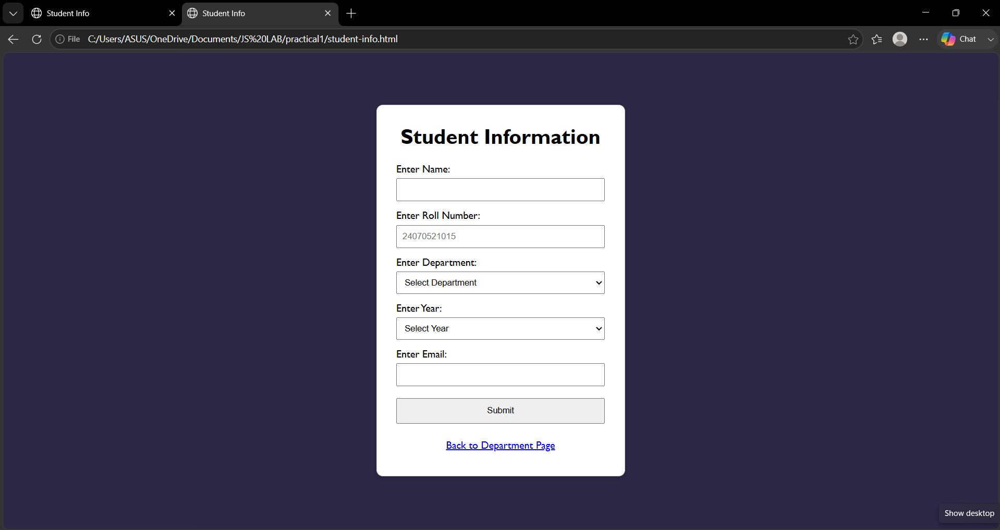 Student Info
Student Info
File C:/Users/ASUS/OneDrive/Documents/JS%20LAB/practical1/student-info.html
Chat
Student Information
Enter Name:
Enter Roll Number:
24070521015
Enter Department:
Select Department
Enter Year:
Select Year
Enter Email:
Submit
Back to Department Page
Show desktop